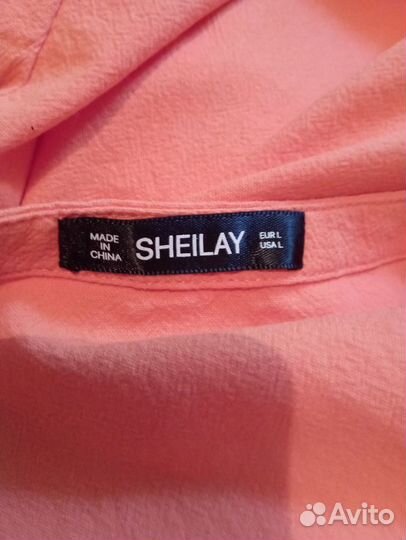 MADE
IN
CHINA
SHEILAY
EUR L
USA L
Avito